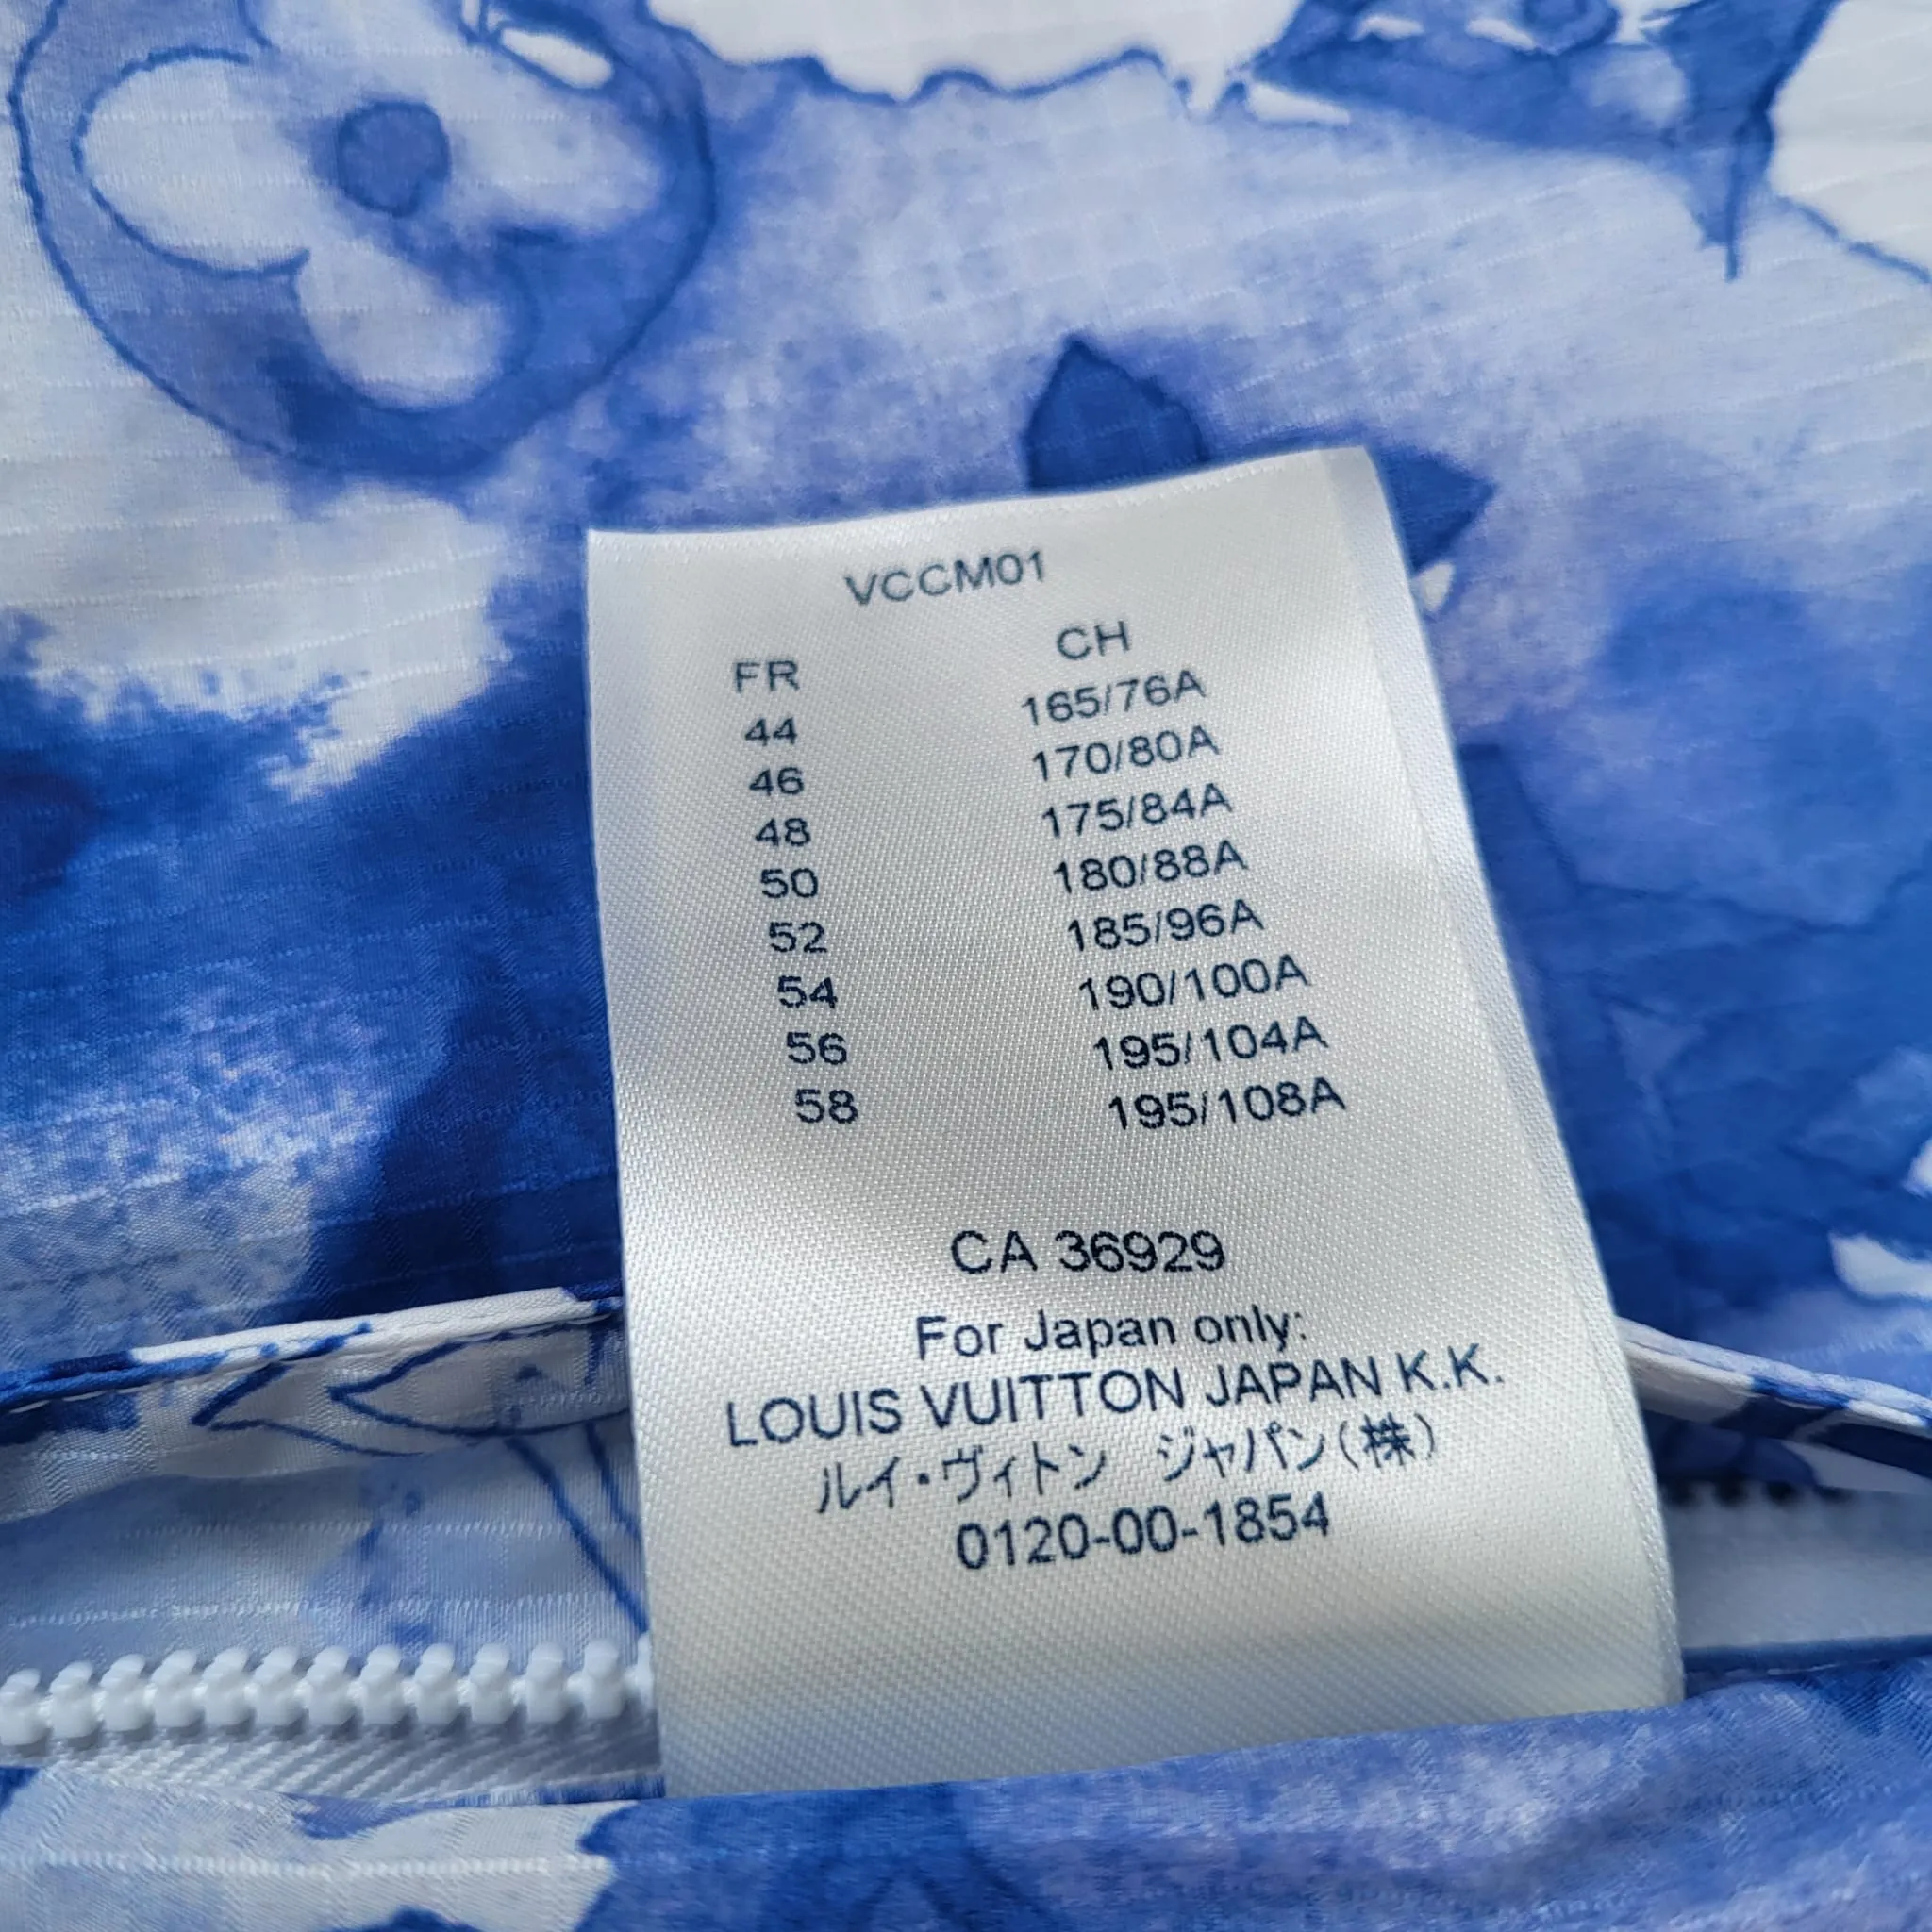 VCCM01
FR CH
44 165/76A
46 170/80A
48 175/84A
50 180/88A
52 185/96A
54 190/100A
56 195/104A
58 195/108A
CA 36929
For Japan only:
LOUIS VUITTON JAPAN K.K.
ルイ・ヴィトン ジャパン(株)
0120-00-1854